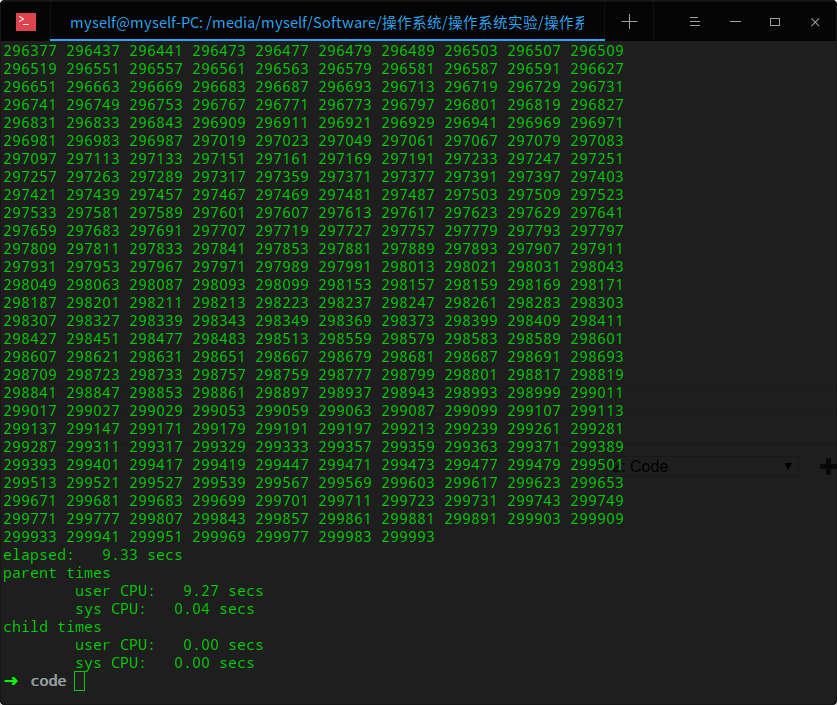 myself@myself-PC: /media/myself/Software/操作系统/操作系统实验/操作系
296377 296437 296441 296473 296477 296479 296489 296503 296507 296509
296519 296551 296557 296561 296563 296579 296581 296587 296591 296627
296651 296663 296669 296683 296687 296693 296713 296719 296729 296731
296741 296749 296753 296767 296771 296773 296797 296801 296819 296827
296831 296833 296843 296909 296911 296921 296929 296941 296969 296971
296981 296983 296987 297019 297023 297049 297061 297067 297079 297083
297097 297113 297133 297151 297161 297169 297191 297233 297247 297251
297257 297263 297289 297317 297359 297371 297377 297391 297397 297403
297421 297439 297457 297467 297469 297481 297487 297503 297509 297523
297533 297581 297589 297601 297607 297613 297617 297623 297629 297641
297659 297683 297691 297707 297719 297727 297757 297779 297793 297797
297809 297811 297833 297841 297853 297881 297889 297893 297907 297911
297931 297953 297967 297971 297989 297991 298013 298021 298031 298043
298049 298063 298087 298093 298099 298153 298157 298159 298169 298171
298187 298201 298211 298213 298223 298237 298247 298261 298283 298303
298307 298327 298339 298343 298349 298369 298373 298399 298409 298411
298427 298451 298477 298483 298513 298559 298579 298583 298589 298601
298607 298621 298631 298651 298667 298679 298681 298687 298691 298693
298709 298723 298733 298757 298759 298777 298799 298801 298817 298819
298841 298847 298853 298861 298897 298937 298943 298993 298999 299011
299017 299027 299029 299053 299059 299063 299087 299099 299107 299113
299137 299147 299171 299179 299191 299197 299213 299239 299261 299281
299287 299311 299317 299329 299333 299357 299359 299363 299371 299389
299393 299401 299417 299419 299447 299471 299473 299477 299479 299501 Code
299513 299521 299527 299539 299567 299569 299603 299617 299623 299653
299671 299681 299683 299699 299701 299711 299723 299731 299743 299749
299771 299777 299807 299843 299857 299861 299881 299891 299903 299909
299933 299941 299951 299969 299977 299983 299993
elapsed:   9.33 secs
parent times
        user CPU:   9.27 secs
        sys CPU:   0.04 secs
child times
        user CPU:   0.00 secs
        sys CPU:   0.00 secs
➜  code